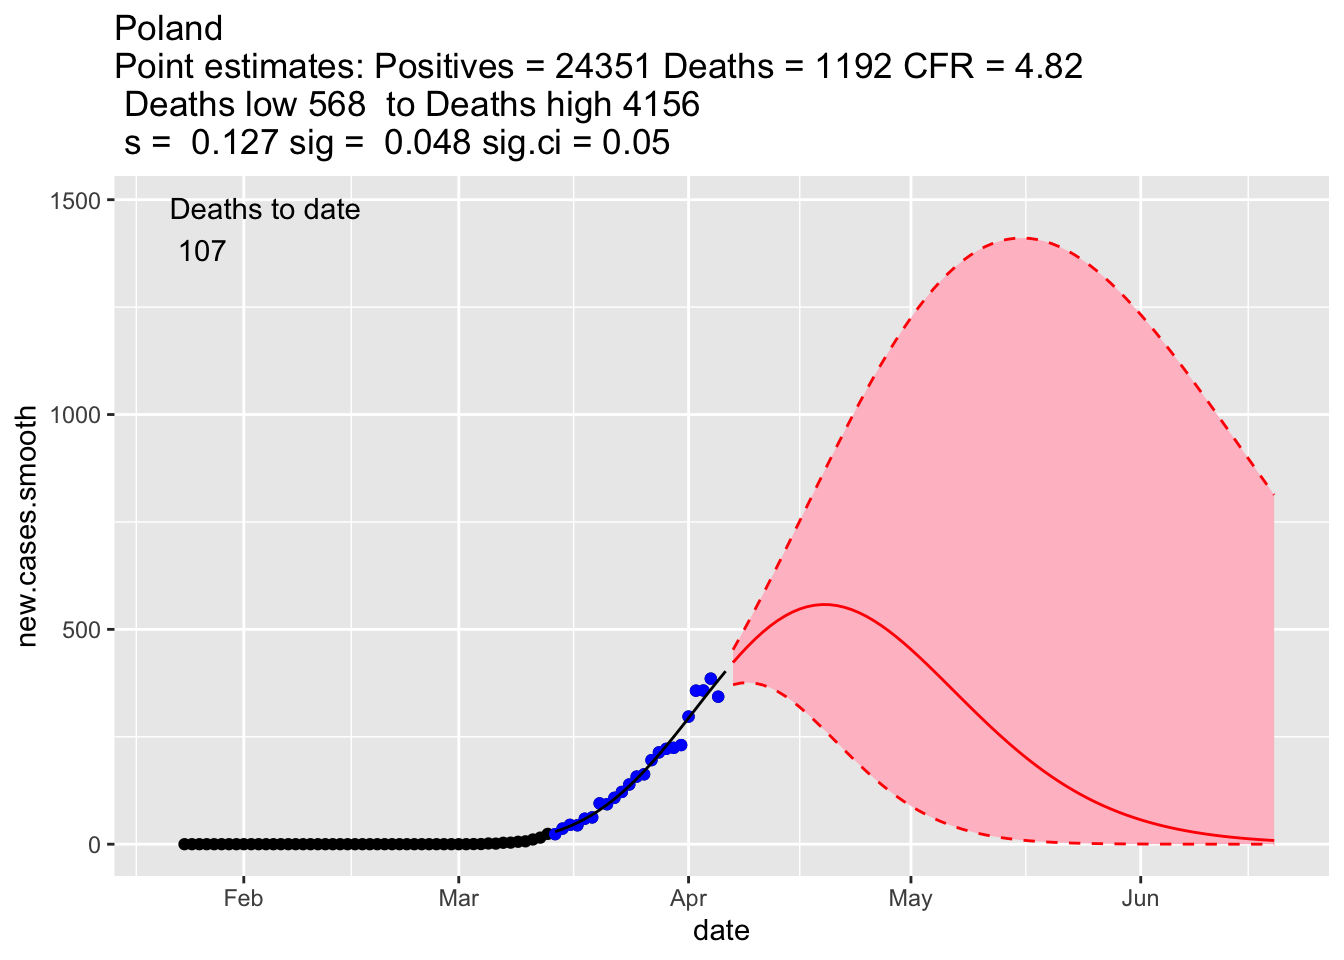 Poland
Point estimates: Positives = 24351 Deaths = 1192 CFR = 4.82
Deaths low 568  to Deaths high 4156
s =  0.127 sig =  0.048 sig.ci = 0.05
1500
Deaths to date
107
1000
500
0
new.cases.smooth
Feb Mar Apr May Jun
date